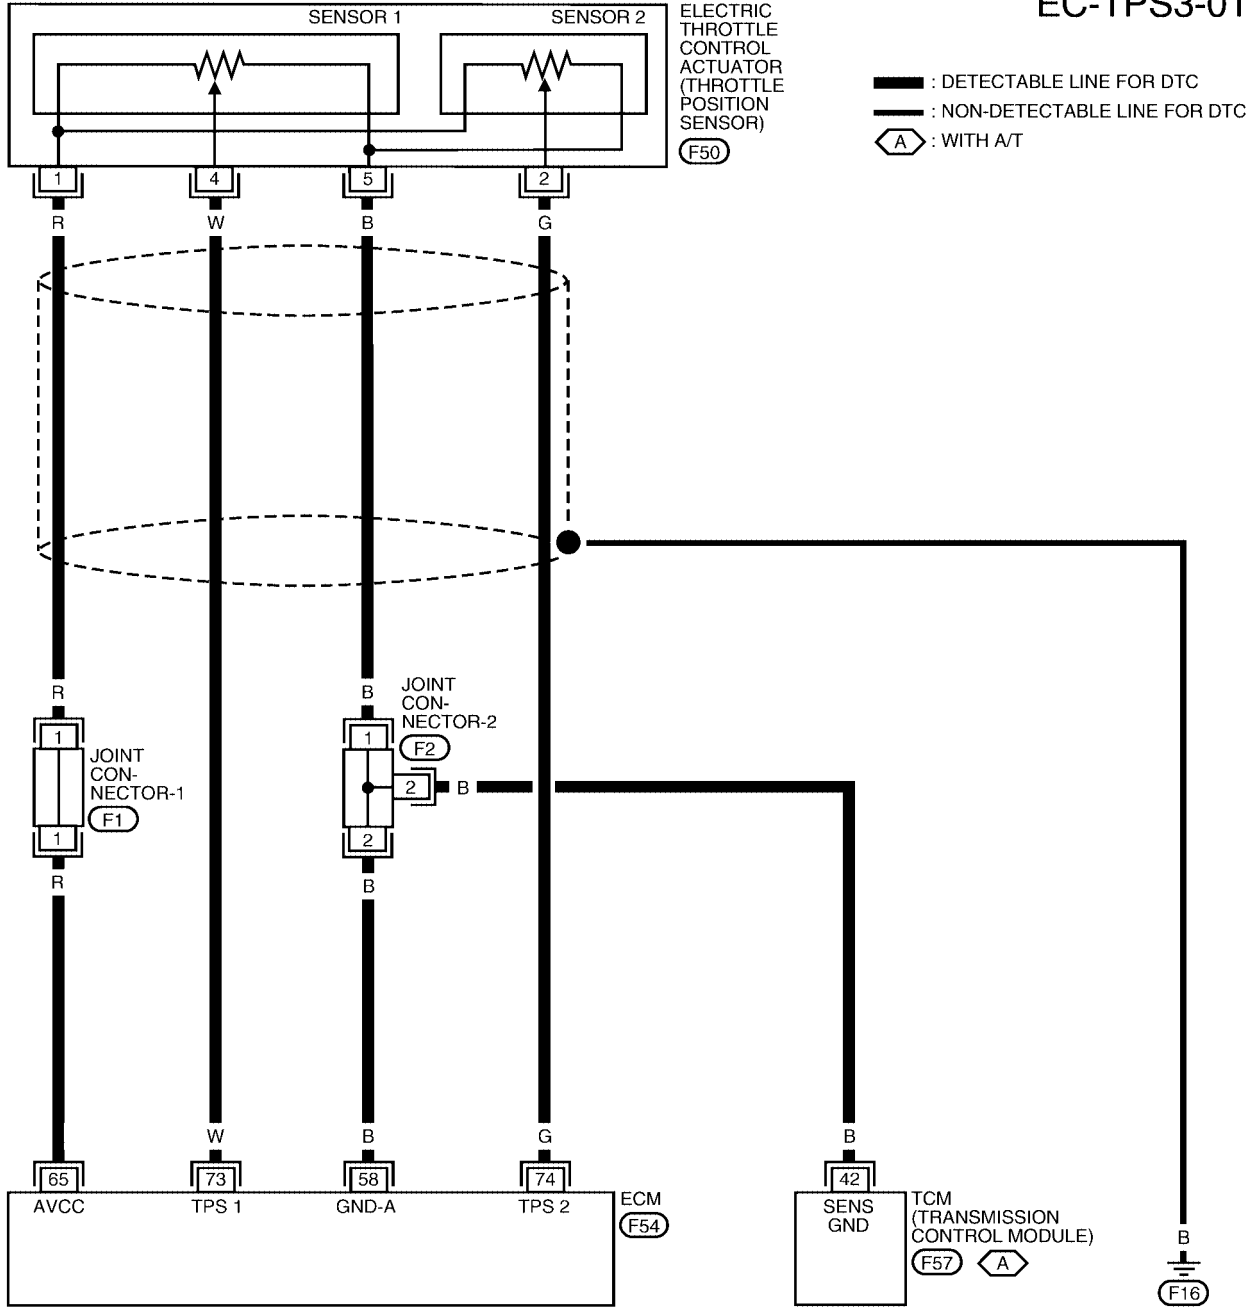 EC-TPS3-01
SENSOR 1
SENSOR 2
ELECTRIC
THROTTLE
CONTROL
ACTUATOR
(THROTTLE
POSITION
SENSOR)
F50
: DETECTABLE LINE FOR DTC
: NON-DETECTABLE LINE FOR DTC
A : WITH A/T
1 4 5 2
R W B G
R B
JOINT
CON-
NECTOR-2
F2
1 1
JOINT
CON-
NECTOR-1
F1
2 B
1 2
R B
W B G B
65 73 58 74 42
AVCC TPS 1 GND-A TPS 2
ECM
F54
SENS
GND
TCM
(TRANSMISSION
CONTROL MODULE)
F57 A
B
F16